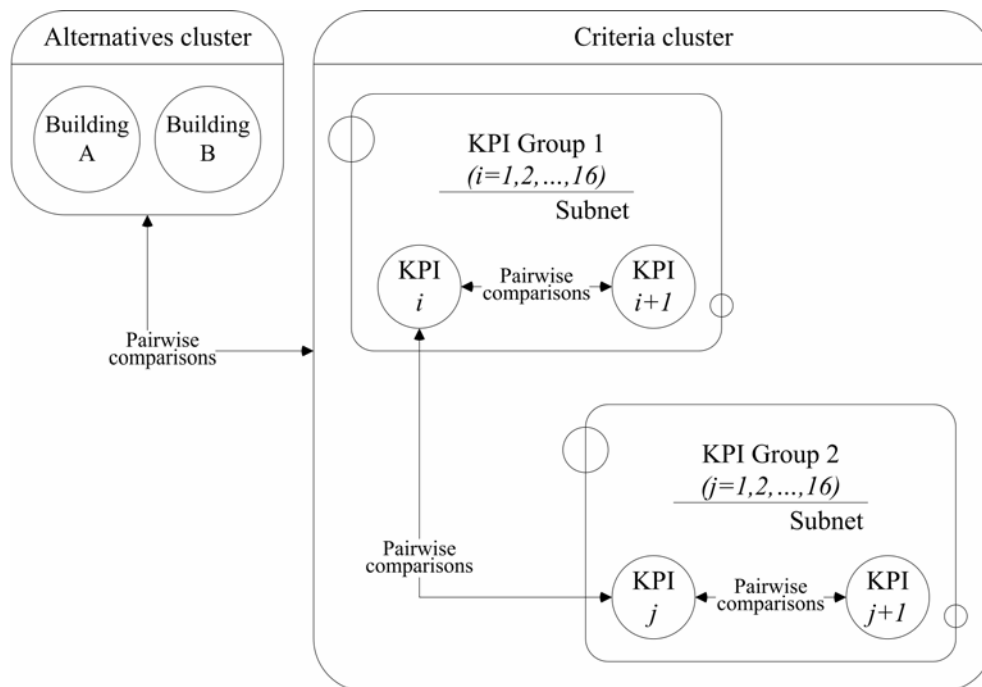 Alternatives cluster
Building
A
Building
B
Criteria cluster
KPI Group 1
(i=1,2,...,16)
Subnet
KPI
i
Pairwise
comparisons
KPI
i+1
Pairwise
comparisons
KPI Group 2
(j=1,2,...,16)
Subnet
Pairwise
comparisons
KPI
j
Pairwise
comparisons
KPI
j+1